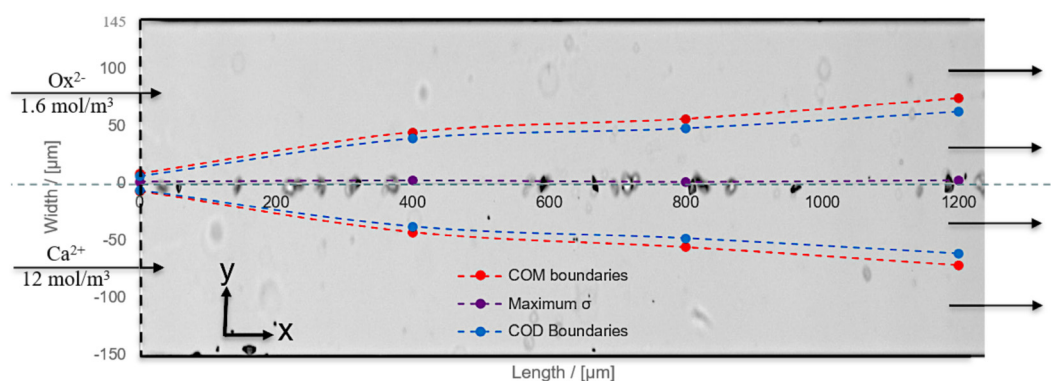 145
100
50
0
-50
-100
-150
Width / [µm]
Ox²⁻
1.6 mol/m³
Ca²⁺
12 mol/m³
0 200 400 600 800 1000 1200
COM boundaries
Maximum σ
COD Boundaries
y
x
Length / [µm]